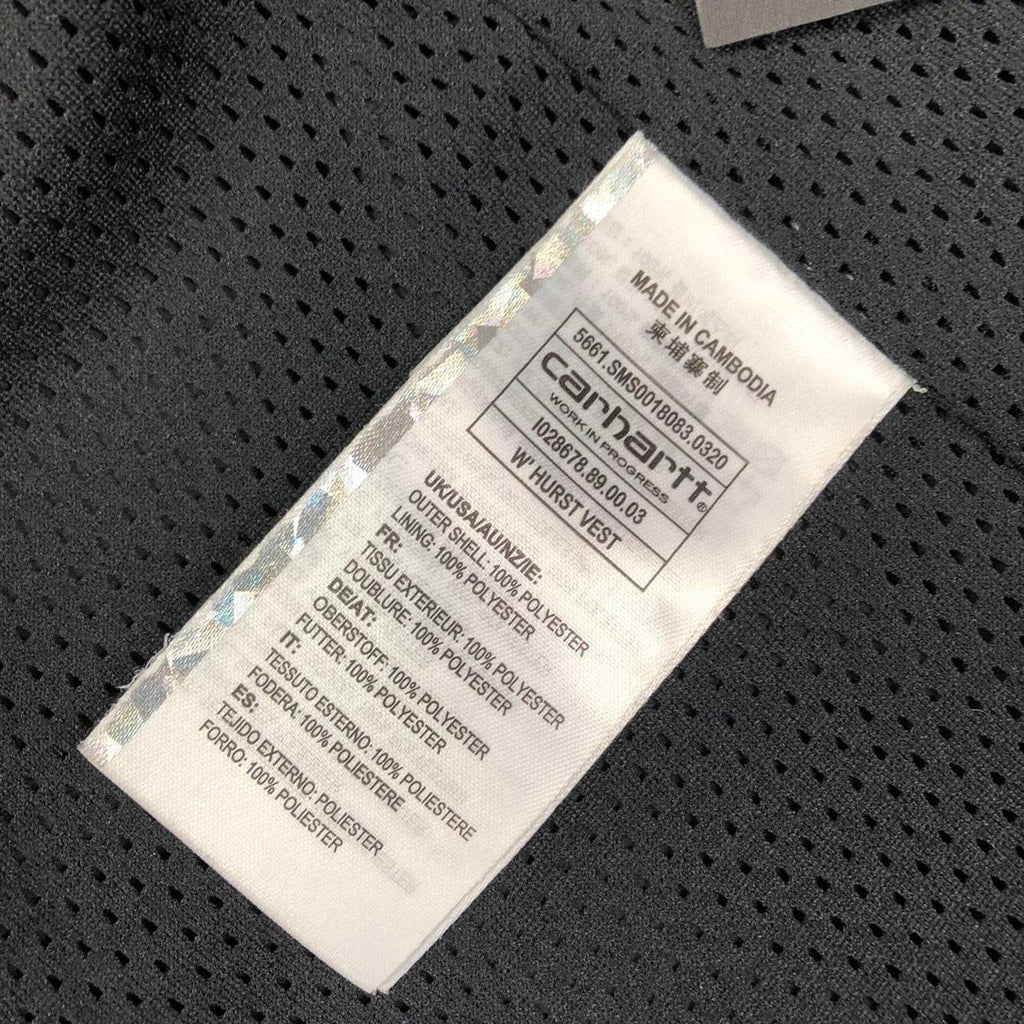 MADE IN CAMBODIA
柬埔寨制
5661.SMS0018083.0320
carhartt®
WORK IN PROGRESS
I028678.89.00.03
W' HURST VEST
UK/USA/AU/NZ/IE:
OUTER SHELL: 100% POLYESTER
LINING: 100% POLYESTER
FR:
TISSU EXTERIEUR: 100% POLYESTER
DOUBLURE: 100% POLYESTER
DE/AT:
OBERSTOFF: 100% POLYESTER
FUTTER: 100% POLYESTER
IT:
TESSUTO ESTERNO: 100% POLIESTERE
FODERA: 100% POLIESTERE
ES:
TEJIDO EXTERNO: POLIESTER
FORRO: 100% POLIESTER